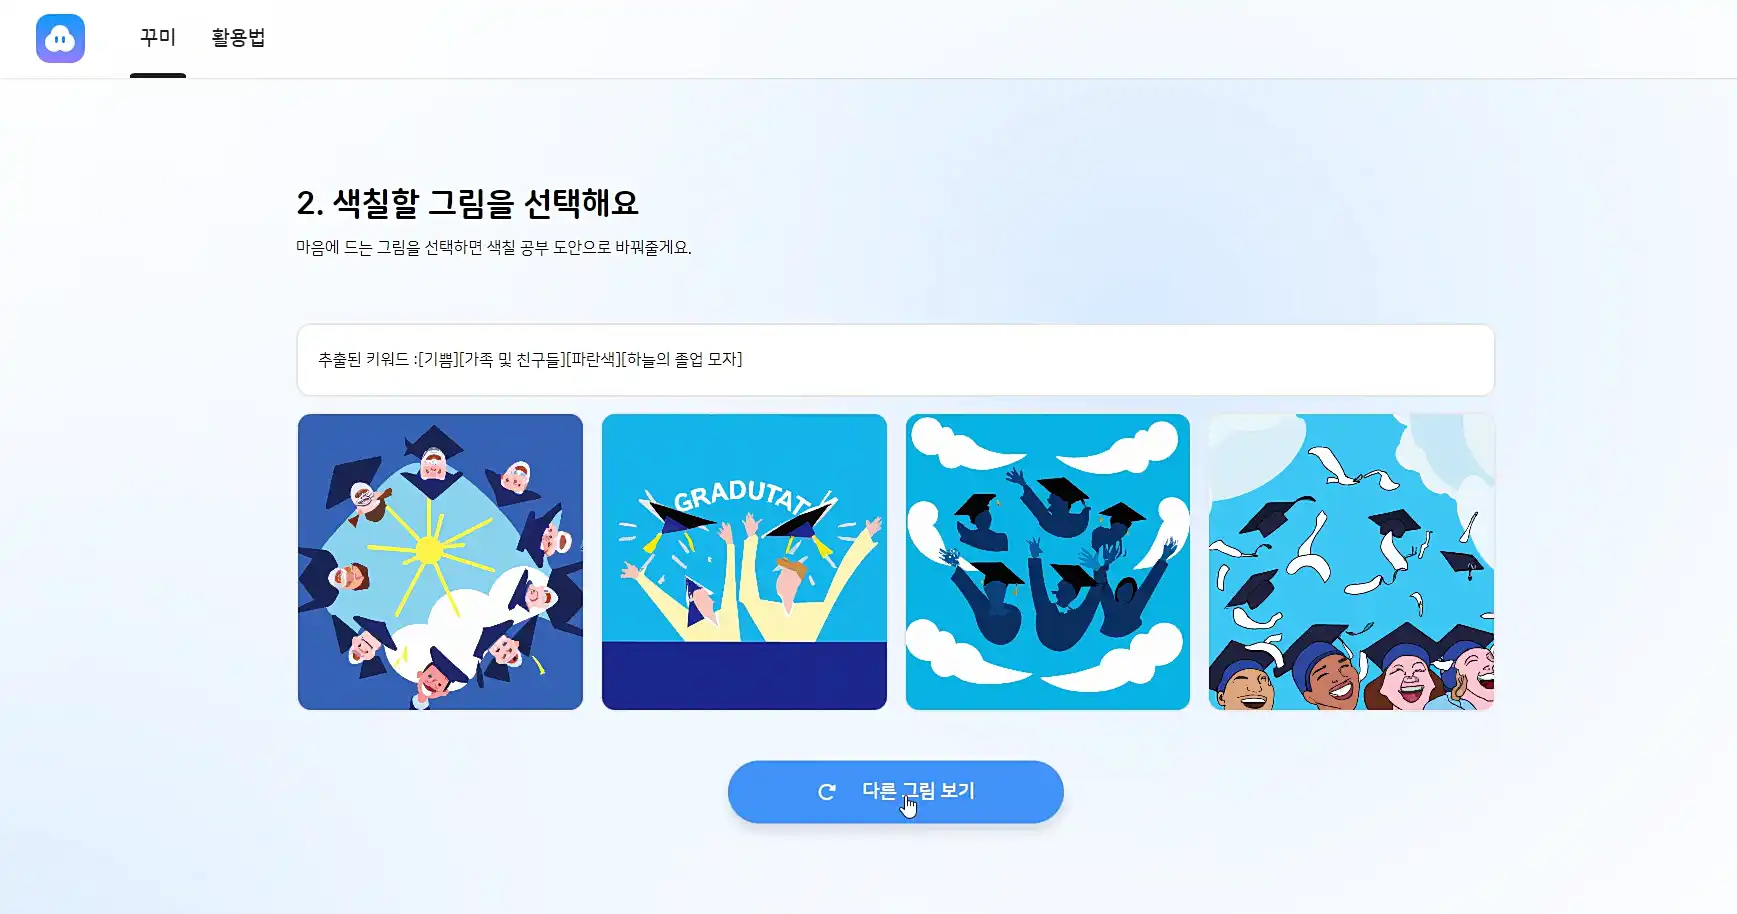 꾸미 활용법
2. 색칠할 그림을 선택해요
마음에 드는 그림을 선택하면 색칠 공부 도안으로 바꿔줄게요.
추출된 키워드 :[기쁨][가족 및 친구들][파란색][하늘의 졸업 모자]
GRADUTAT
다른 그림 보기